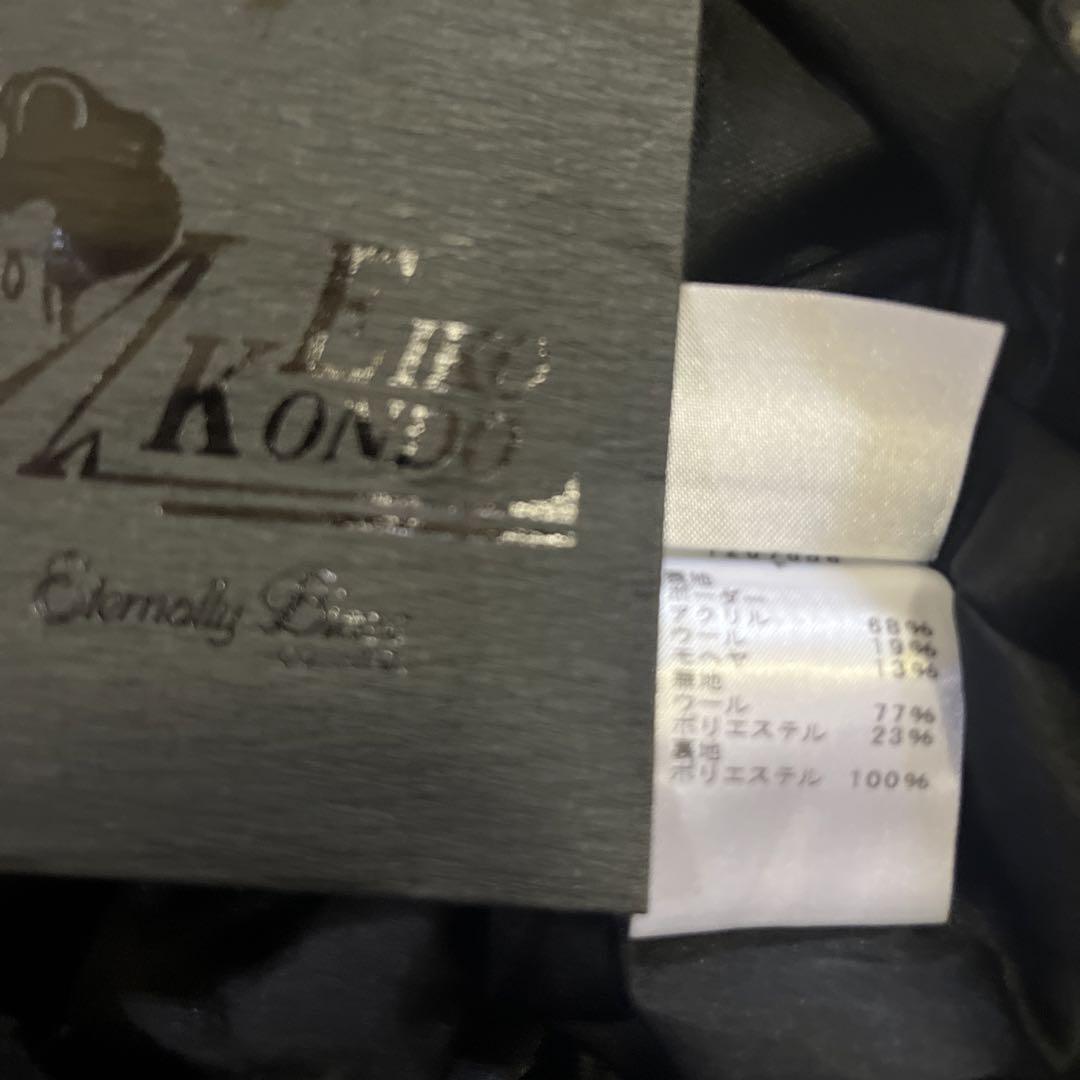 EIKO
KONDO
Eternally
表地
ボーダー
アクリル 68%
ウール 19%
モヘヤ 13%
無地
ウール 77%
ポリエステル 23%
裏地
ポリエステル 100%